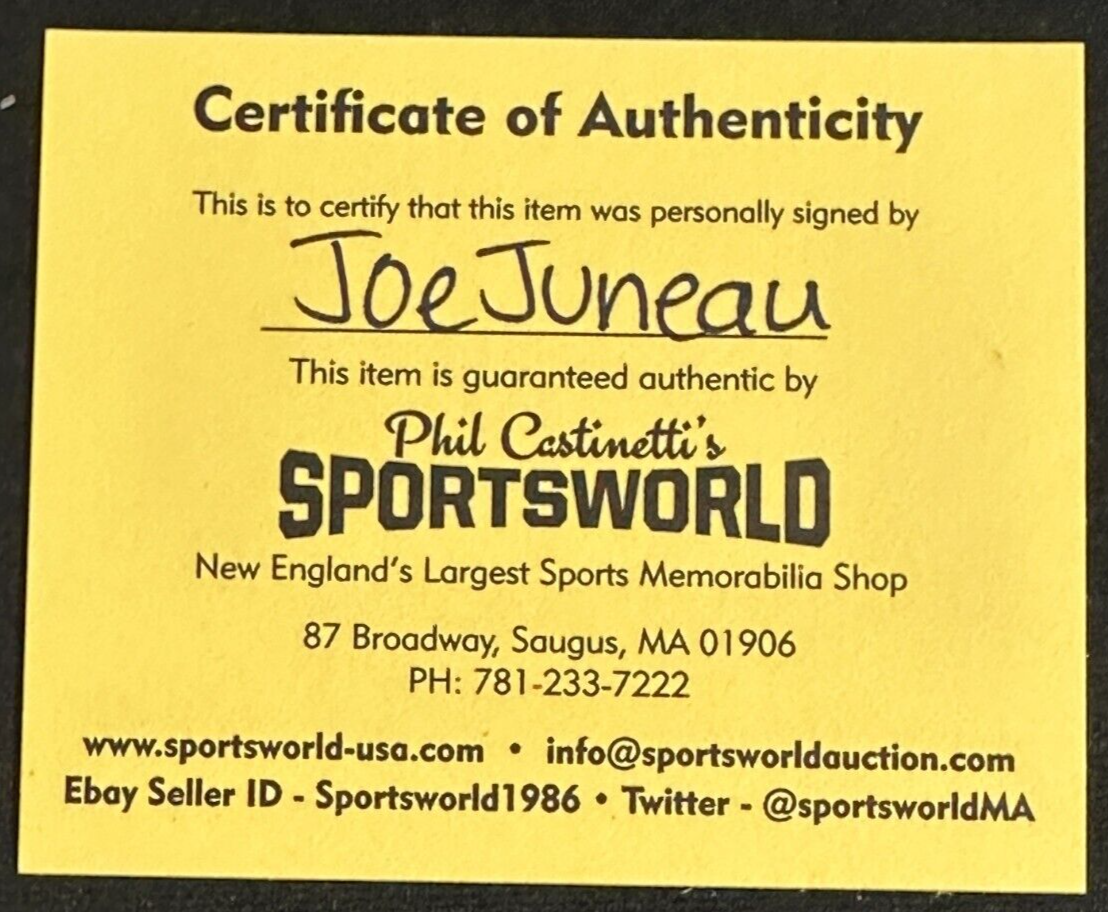 Certificate of Authenticity
This is to certify that this item was personally signed by
Joe Juneau
This item is guaranteed authentic by
Phil Castinetti's
SPORTSWORLD
New England's Largest Sports Memorabilia Shop
87 Broadway, Saugus, MA 01906
PH: 781-233-7222
www.sportsworld-usa.com • info@sportsworldauction.com
Ebay Seller ID - Sportsworld1986 • Twitter - @sportsworldMA